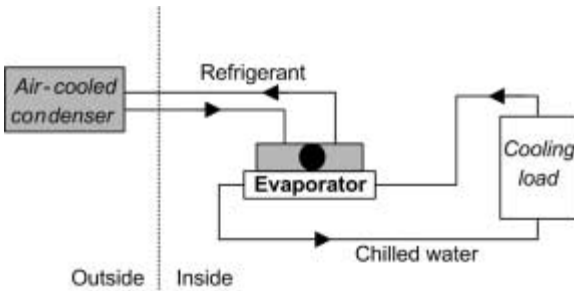 Refrigerant
Air-cooled
condenser
Cooling
load
Evaporator
Chilled water
Outside
Inside